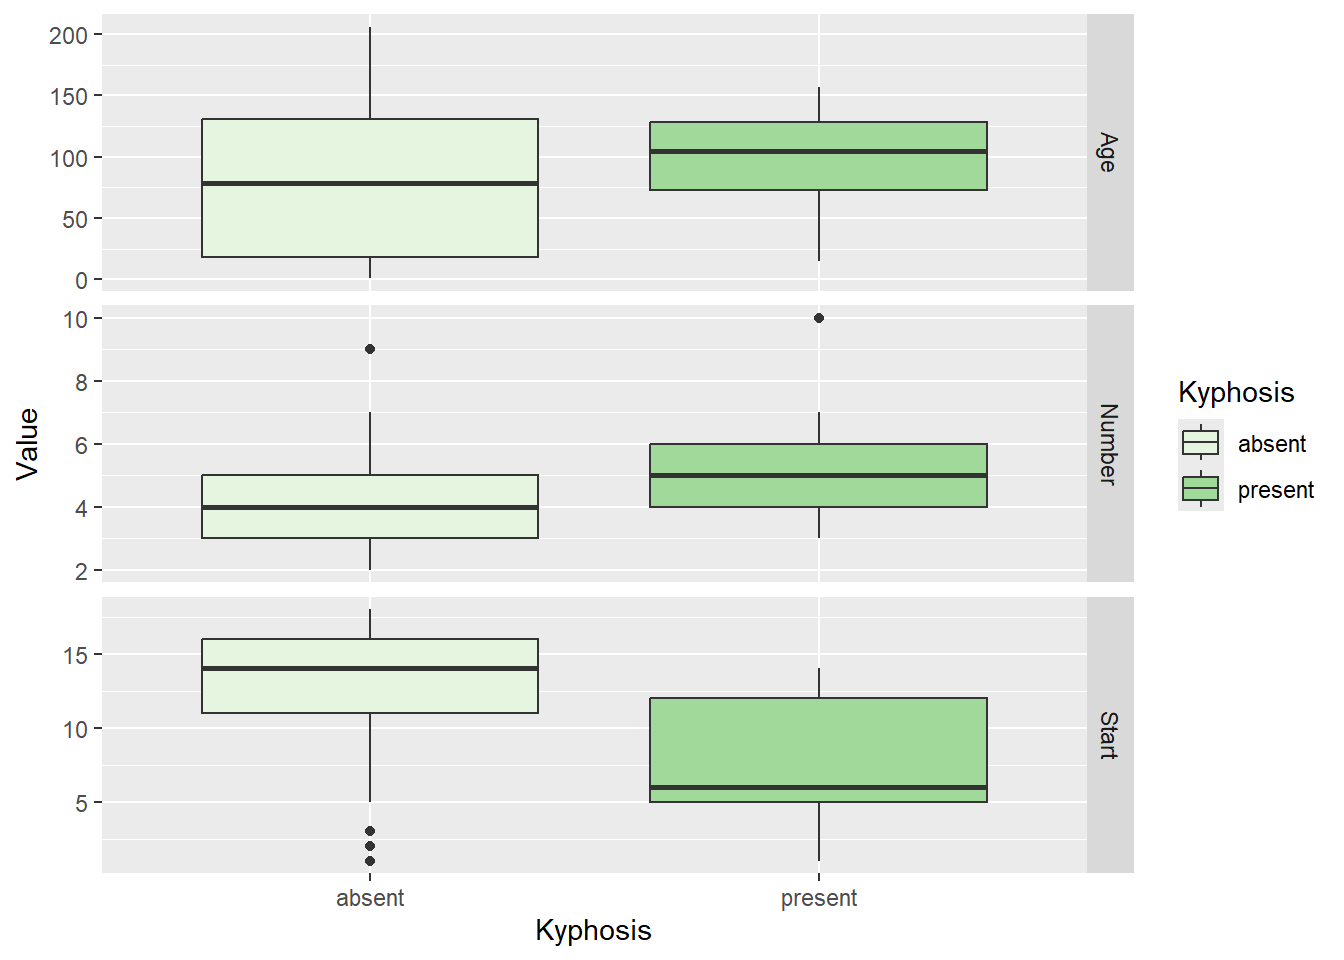 200
150
100
50
0
Age
10
8
6
4
2
Number
15
10
5
Start
Value
absent
present
Kyphosis
Kyphosis
absent
present